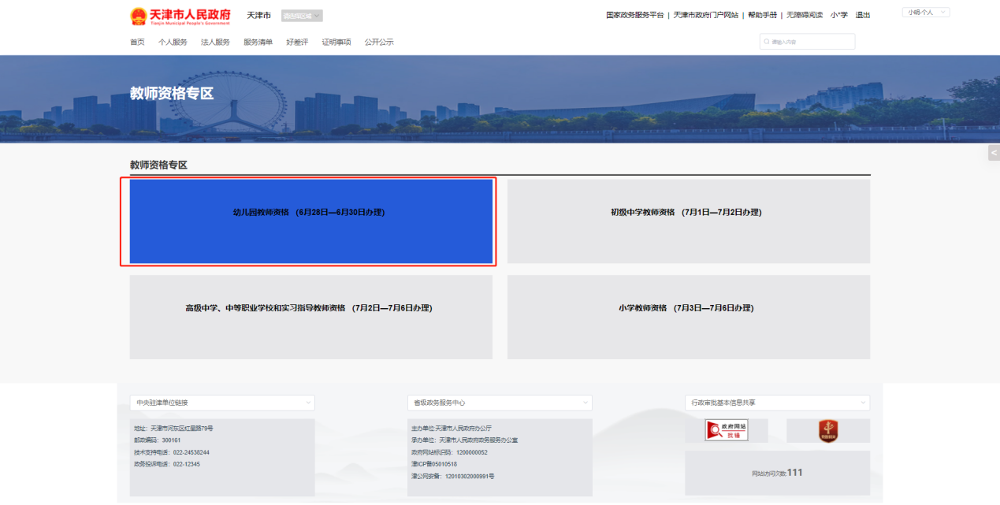 天津市人民政府
Tianjin Municipal People's Government
天津市
请选择区域
国家政务服务平台 | 天津市政府门户网站 | 帮助手册 | 无障碍阅读 小*学 退出
小明-个人
首页 个人服务 法人服务 服务清单 好差评 证明事项 公开公示
请输入内容
教师资格专区
<
教师资格专区
幼儿园教师资格 (6月28日—6月30日办理)
初级中学教师资格 (7月1日—7月2日办理)
高级中学、中等职业学校和实习指导教师资格 (7月2日—7月6日办理)
小学教师资格 (7月3日—7月6日办理)
中央驻津单位链接
省级政务服务中心
行政审批基本信息共享
地址：天津市河东区红星路79号
邮政编码：300161
技术支持电话：022-24538244
政务投诉电话：022-12345
主办单位:天津市人民政府办公厅
承办单位：天津市人民政府政务服务办公室
政府网站标识码：1200000052
津ICP备05010518
津公网安备：12010302000991号
政府网站
找错
党政机关
网站访问次数:111